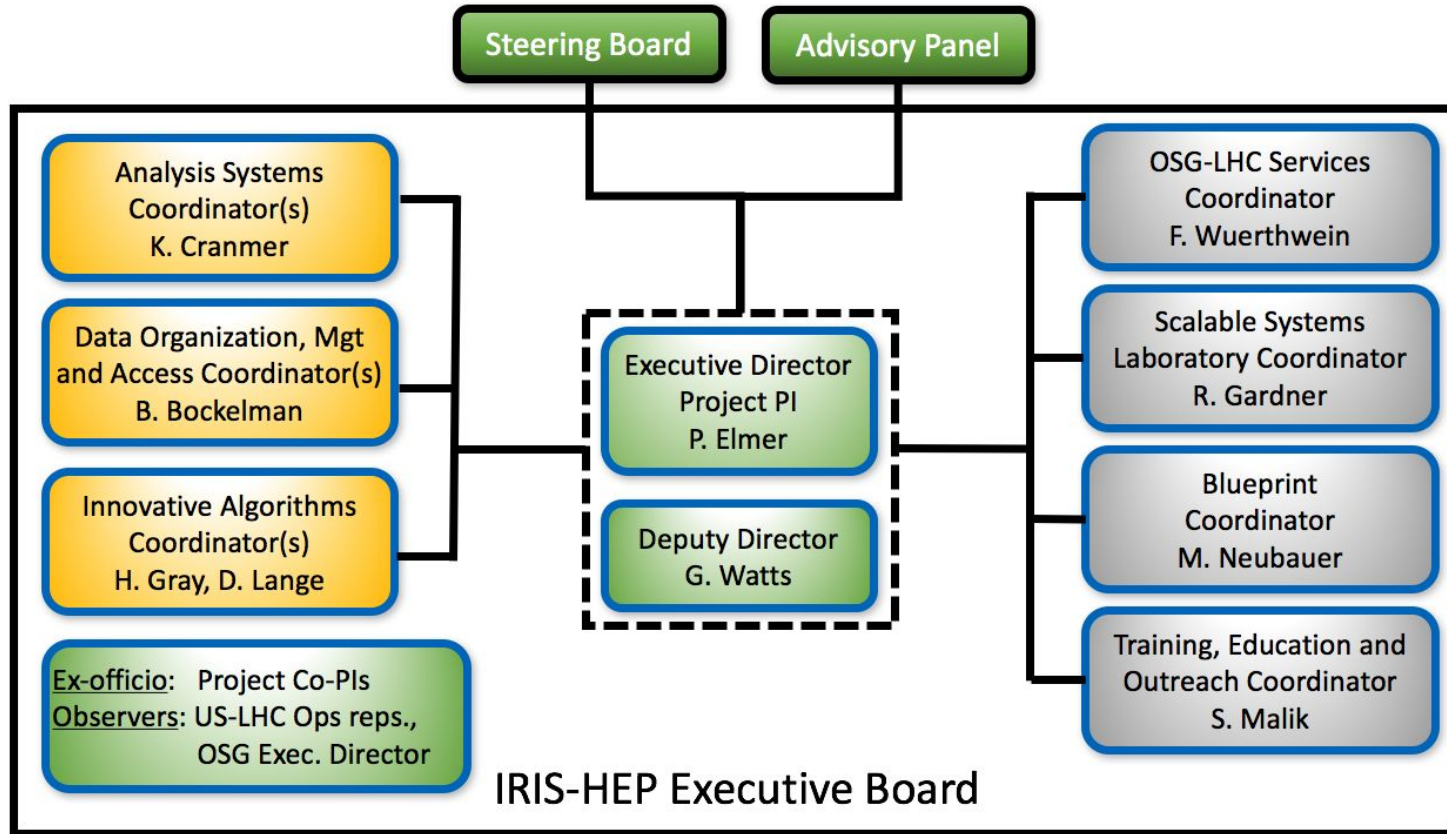 Steering Board
Advisory Panel
Analysis Systems
Coordinator(s)
K. Cranmer
Data Organization, Mgt
and Access Coordinator(s)
B. Bockelman
Innovative Algorithms
Coordinator(s)
H. Gray, D. Lange
Ex-officio: Project Co-PIs
Observers: US-LHC Ops reps.,
OSG Exec. Director
Executive Director
Project PI
P. Elmer
Deputy Director
G. Watts
OSG-LHC Services
Coordinator
F. Wuerthwein
Scalable Systems
Laboratory Coordinator
R. Gardner
Blueprint
Coordinator
M. Neubauer
Training, Education and
Outreach Coordinator
S. Malik
IRIS-HEP Executive Board